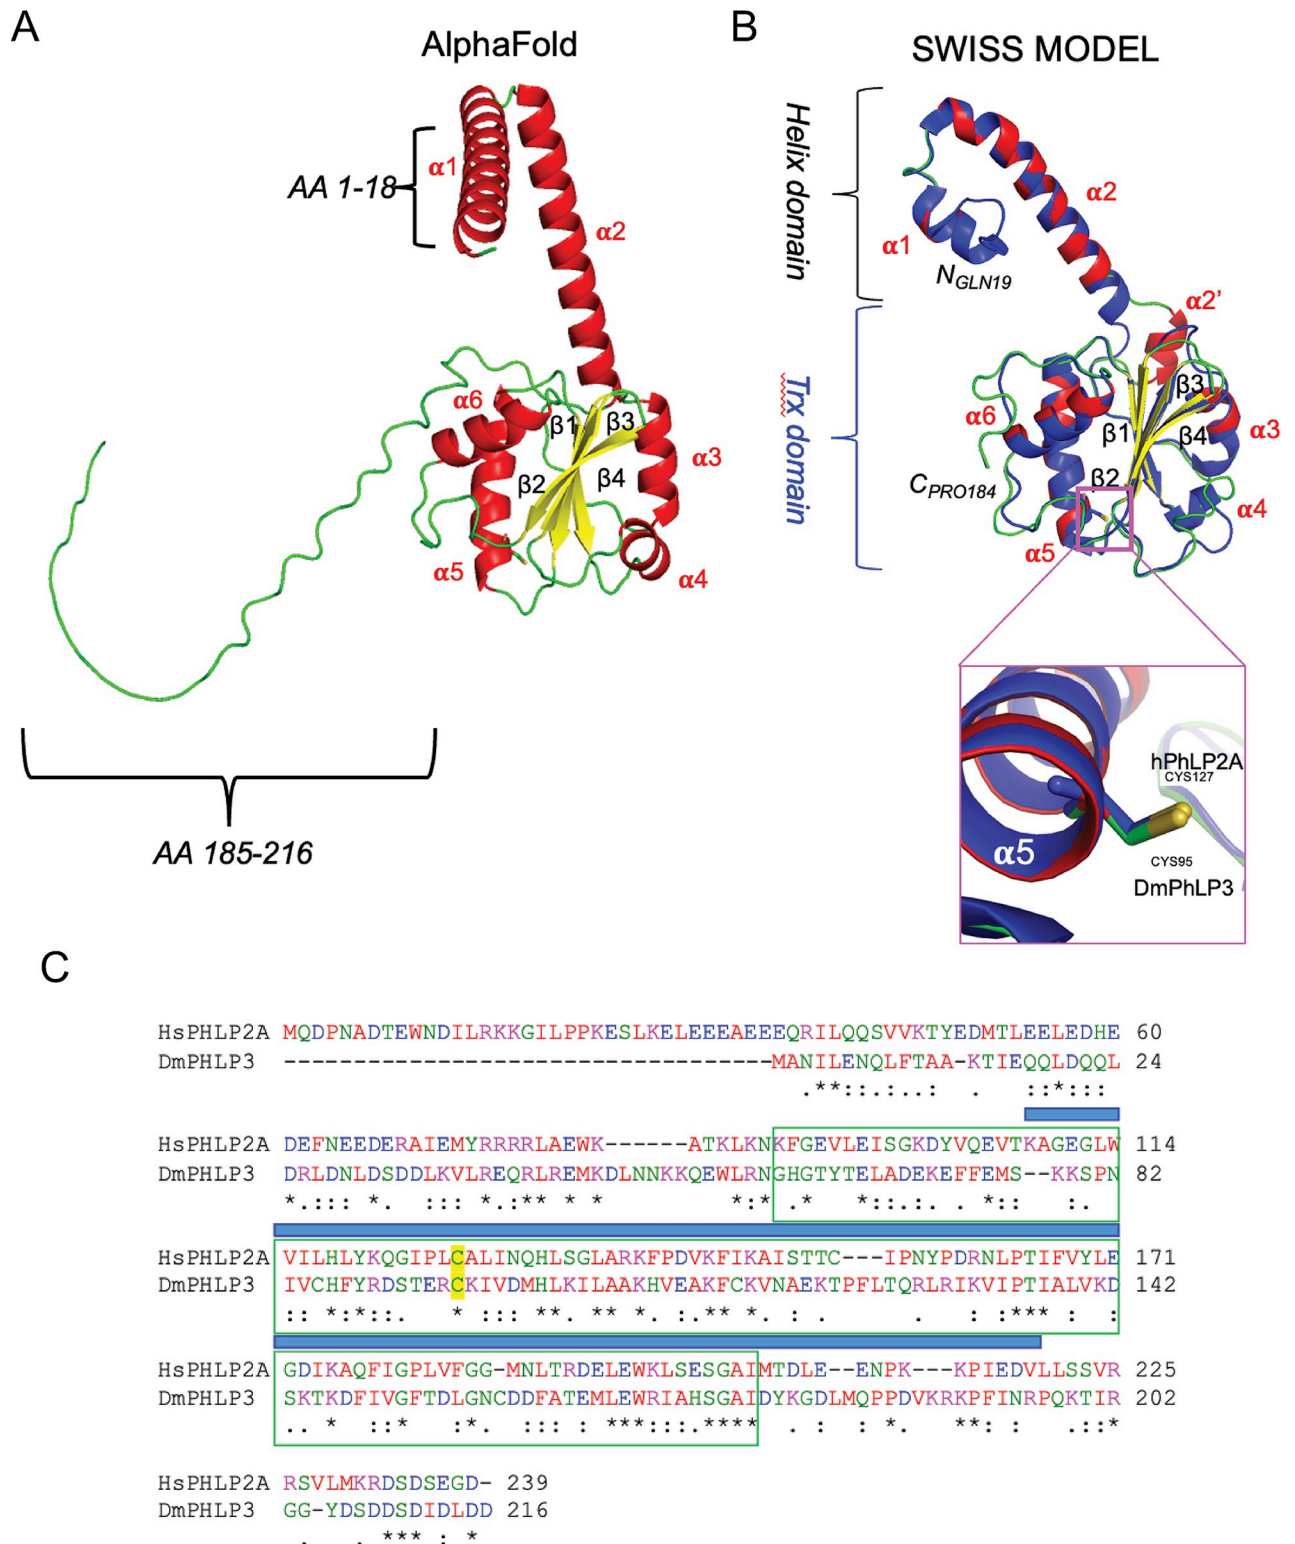 A
AlphaFold
α1
AA 1-18
α2
α6
β1
β3
α3
β2
β4
α5
α4
AA 185-216
B
SWISS MODEL
Helix domain
α2
α1
NGLN19
α2’
Trx domain
β3
α6
β1
β4
α3
CPRO184
β2
α4
α5
hPhLP2A
CYS127
α5
CYS95
DmPhLP3
C
HsPHLP2A MQDPNADTEWNDILRKKGILPPKESLKELEEEAEEEQRILQQSVVKTYEDMTLEELEDHE 60
DmPHLP3 -----------------------------------MANILENQLFTAA-KTIEQQLDQQL 24
.**::.:..: . ::*:::
HsPHLP2A DEFNEEDERAIEMYRRRRLAEWK------ATKLKNKFGEVLEISGKDYVQEVTKAGEGLW 114
DmPHLP3 DRLDNLDSDDLKVLREQRLREMKDLNNKKQEWLRNGHGTYTELADEKEFFEMS--KKSPN 82
*.::: *. ::: *.:** * * *:* .* *::.:. : *:: :.
HsPHLP2A VILHLYKQGIPLCALINQHLSGLARKFPDVKFIKAISTTC---IPNYPDRNLPTIFVYLE 171
DmPHLP3 IVCHFYRDSTERCKIVDMHLKILAAKHVEAKFCKVNAEKTPFLTQRLRIKVIPTIALVKD 142
:: *:*::. * ::: **. ** *. :.** *. : . . : :*** : :
HsPHLP2A GDIKAQFIGPLVFGG-MNLTRDELEWKLSESGAIMTDLE--ENPK---KPIEDVLLSSVR 225
DmPHLP3 SKTKDFIVGFTDLGNCDDFATEMLEWRIAHSGAIDYKGDLMQPPDVKRKPFINRPQKTIR 202
.. * ::* :*. ::: : ***:::.**** . : : *. **: : .::*
HsPHLP2A RSVLMKRDSDSEGD- 239
DmPHLP3 GG-YDSDDSDIDLDD 216
. . *** : *